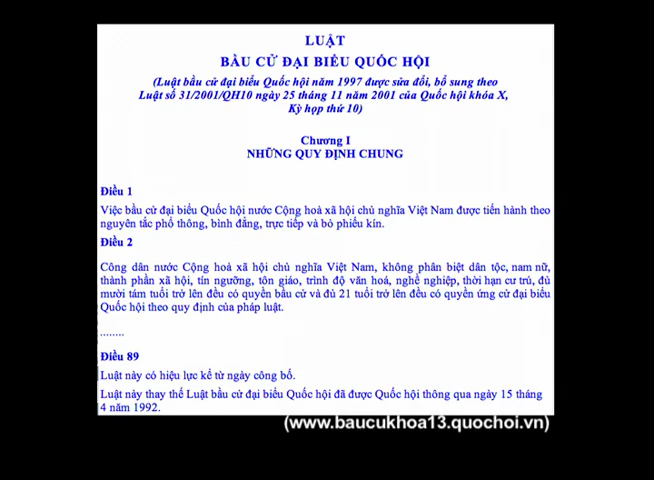 LUẬT
BẦU CỬ ĐẠI BIỂU QUỐC HỘI
(Luật bầu cử đại biểu Quốc hội năm 1997 được sửa đổi, bổ sung theo
Luật số 31/2001/QH10 ngày 25 tháng 11 năm 2001 của Quốc hội khóa X,
Kỳ họp thứ 10)
Chương I
NHỮNG QUY ĐỊNH CHUNG
Điều 1
Việc bầu cử đại biểu Quốc hội nước Cộng hoà xã hội chủ nghĩa Việt Nam được tiến hành theo
nguyên tắc phổ thông, bình đẳng, trực tiếp và bỏ phiếu kín.
Điều 2
Công dân nước Cộng hoà xã hội chủ nghĩa Việt Nam, không phân biệt dân tộc, nam nữ,
thành phần xã hội, tín ngưỡng, tôn giáo, trình độ văn hoá, nghề nghiệp, thời hạn cư trú, đủ
mười tám tuổi trở lên đều có quyền bầu cử và đủ 21 tuổi trở lên đều có quyền ứng cử đại biểu
Quốc hội theo quy định của pháp luật.
........
Điều 89
Luật này có hiệu lực kể từ ngày công bố.
Luật này thay thế Luật bầu cử đại biểu Quốc hội đã được Quốc hội thông qua ngày 15 tháng
4 năm 1992.
(www.baucukhoa13.quochoi.vn)